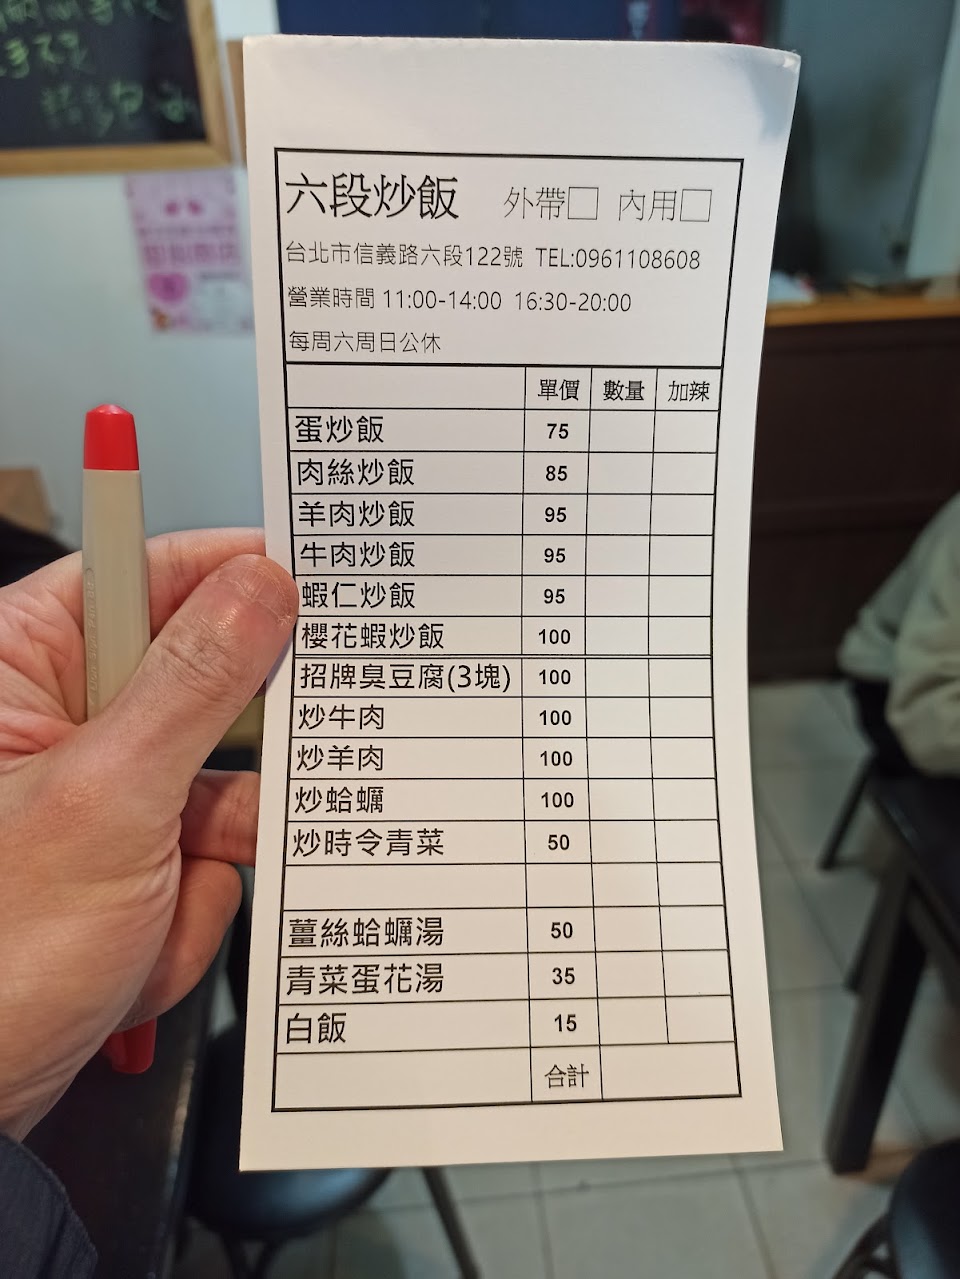 六段炒飯 外帶□ 內用□
台北市信義路六段122號 TEL:0961108608
營業時間 11:00-14:00 16:30-20:00
每周六周日公休
單價 數量 加辣
蛋炒飯 75
肉絲炒飯 85
羊肉炒飯 95
牛肉炒飯 95
蝦仁炒飯 95
櫻花蝦炒飯 100
招牌臭豆腐(3塊) 100
炒牛肉 100
炒羊肉 100
炒蛤蠣 100
炒時令青菜 50
薑絲蛤蠣湯 50
青菜蛋花湯 35
白飯 15
合計